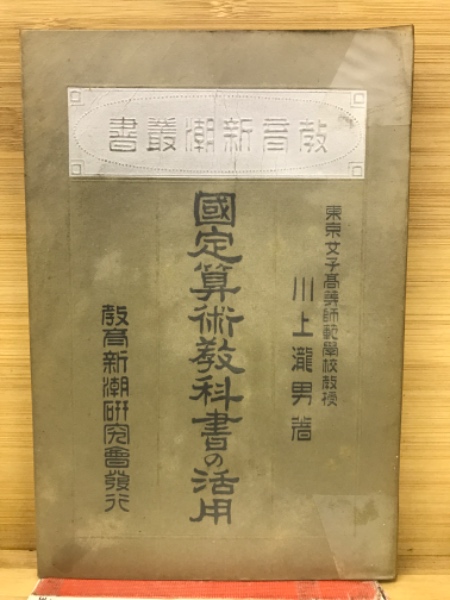 教育新潮叢書
東京女子高等師範學校教授
川上瀧男著
國定算術教科書の活用
教育新潮研究會發行